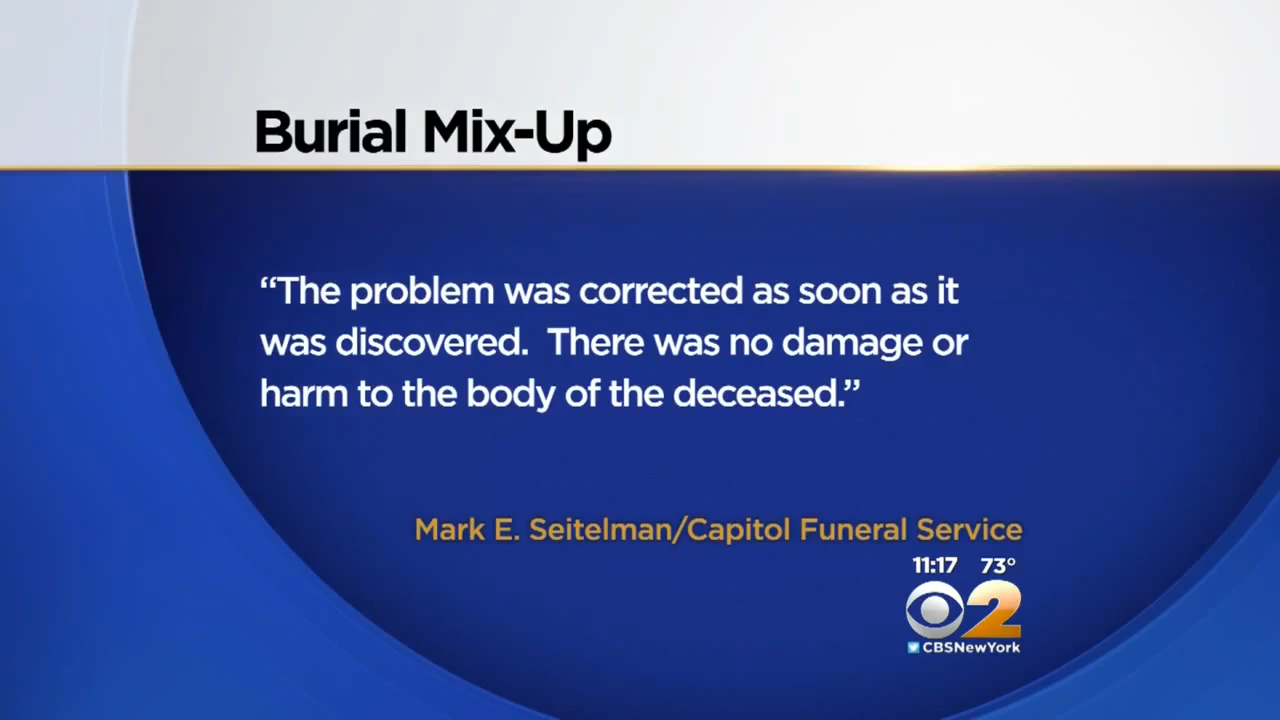 Burial Mix-Up
“The problem was corrected as soon as it
was discovered.  There was no damage or
harm to the body of the deceased.”
Mark E. Seitelman/Capitol Funeral Service
11:17 73°
2
CBSNewYork